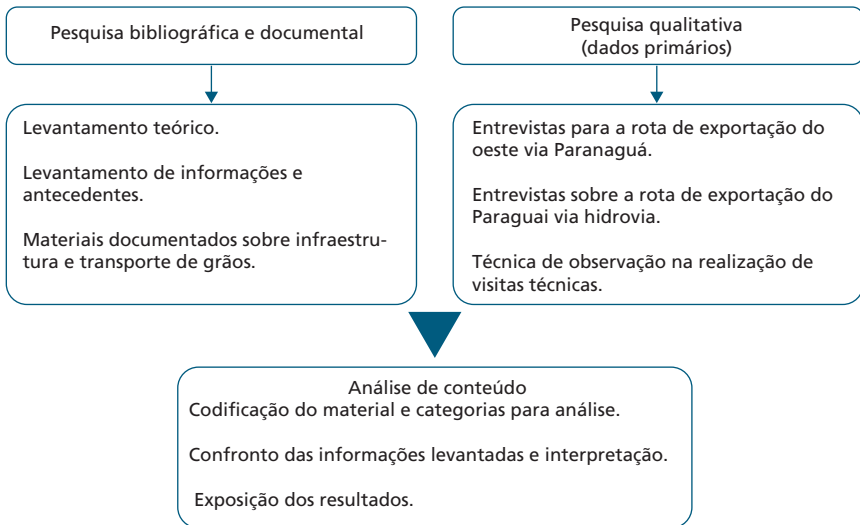 Pesquisa bibliográfica e documental
Levantamento teórico.
Levantamento de informações e
antecedentes.
Materiais documentados sobre infraestru-
tura e transporte de grãos.
Pesquisa qualitativa
(dados primários)
Entrevistas para a rota de exportação do
oeste via Paranaguá.
Entrevistas sobre a rota de exportação do
Paraguai via hidrovia.
Técnica de observação na realização de
visitas técnicas.
Análise de conteúdo
Codificação do material e categorias para análise.
Confronto das informações levantadas e interpretação.
Exposição dos resultados.